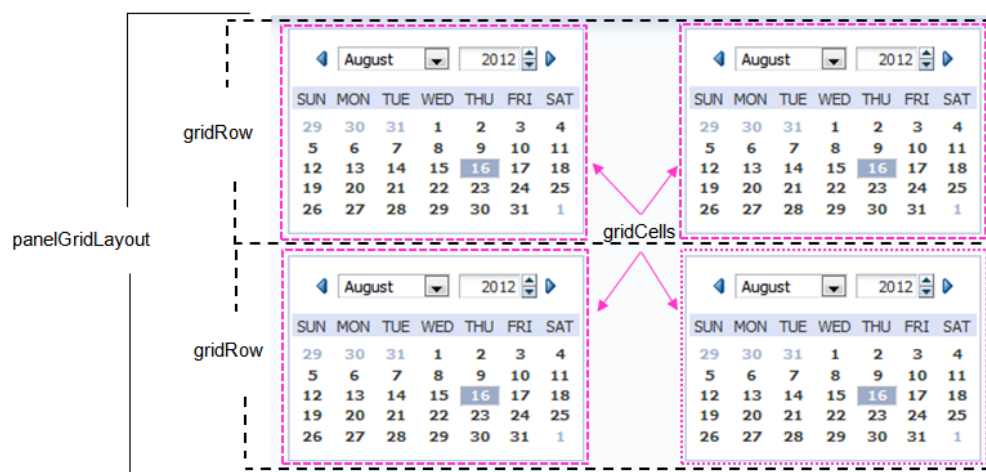 August 2012 August 2012
SUN MON TUE WED THU FRI SAT SUN MON TUE WED THU FRI SAT
29 30 31 1 2 3 4 29 30 31 1 2 3 4
gridRow
5 6 7 8 9 10 11 5 6 7 8 9 10 11
12 13 14 15 16 17 18 12 13 14 15 16 17 18
19 20 21 22 23 24 25 19 20 21 22 23 24 25
26 27 28 29 30 31 1 26 27 28 29 30 31 1
gridCells
panelGridLayout
August 2012 August 2012
SUN MON TUE WED THU FRI SAT SUN MON TUE WED THU FRI SAT
gridRow
29 30 31 1 2 3 4 29 30 31 1 2 3 4
5 6 7 8 9 10 11 5 6 7 8 9 10 11
12 13 14 15 16 17 18 12 13 14 15 16 17 18
19 20 21 22 23 24 25 19 20 21 22 23 24 25
26 27 28 29 30 31 1 26 27 28 29 30 31 1